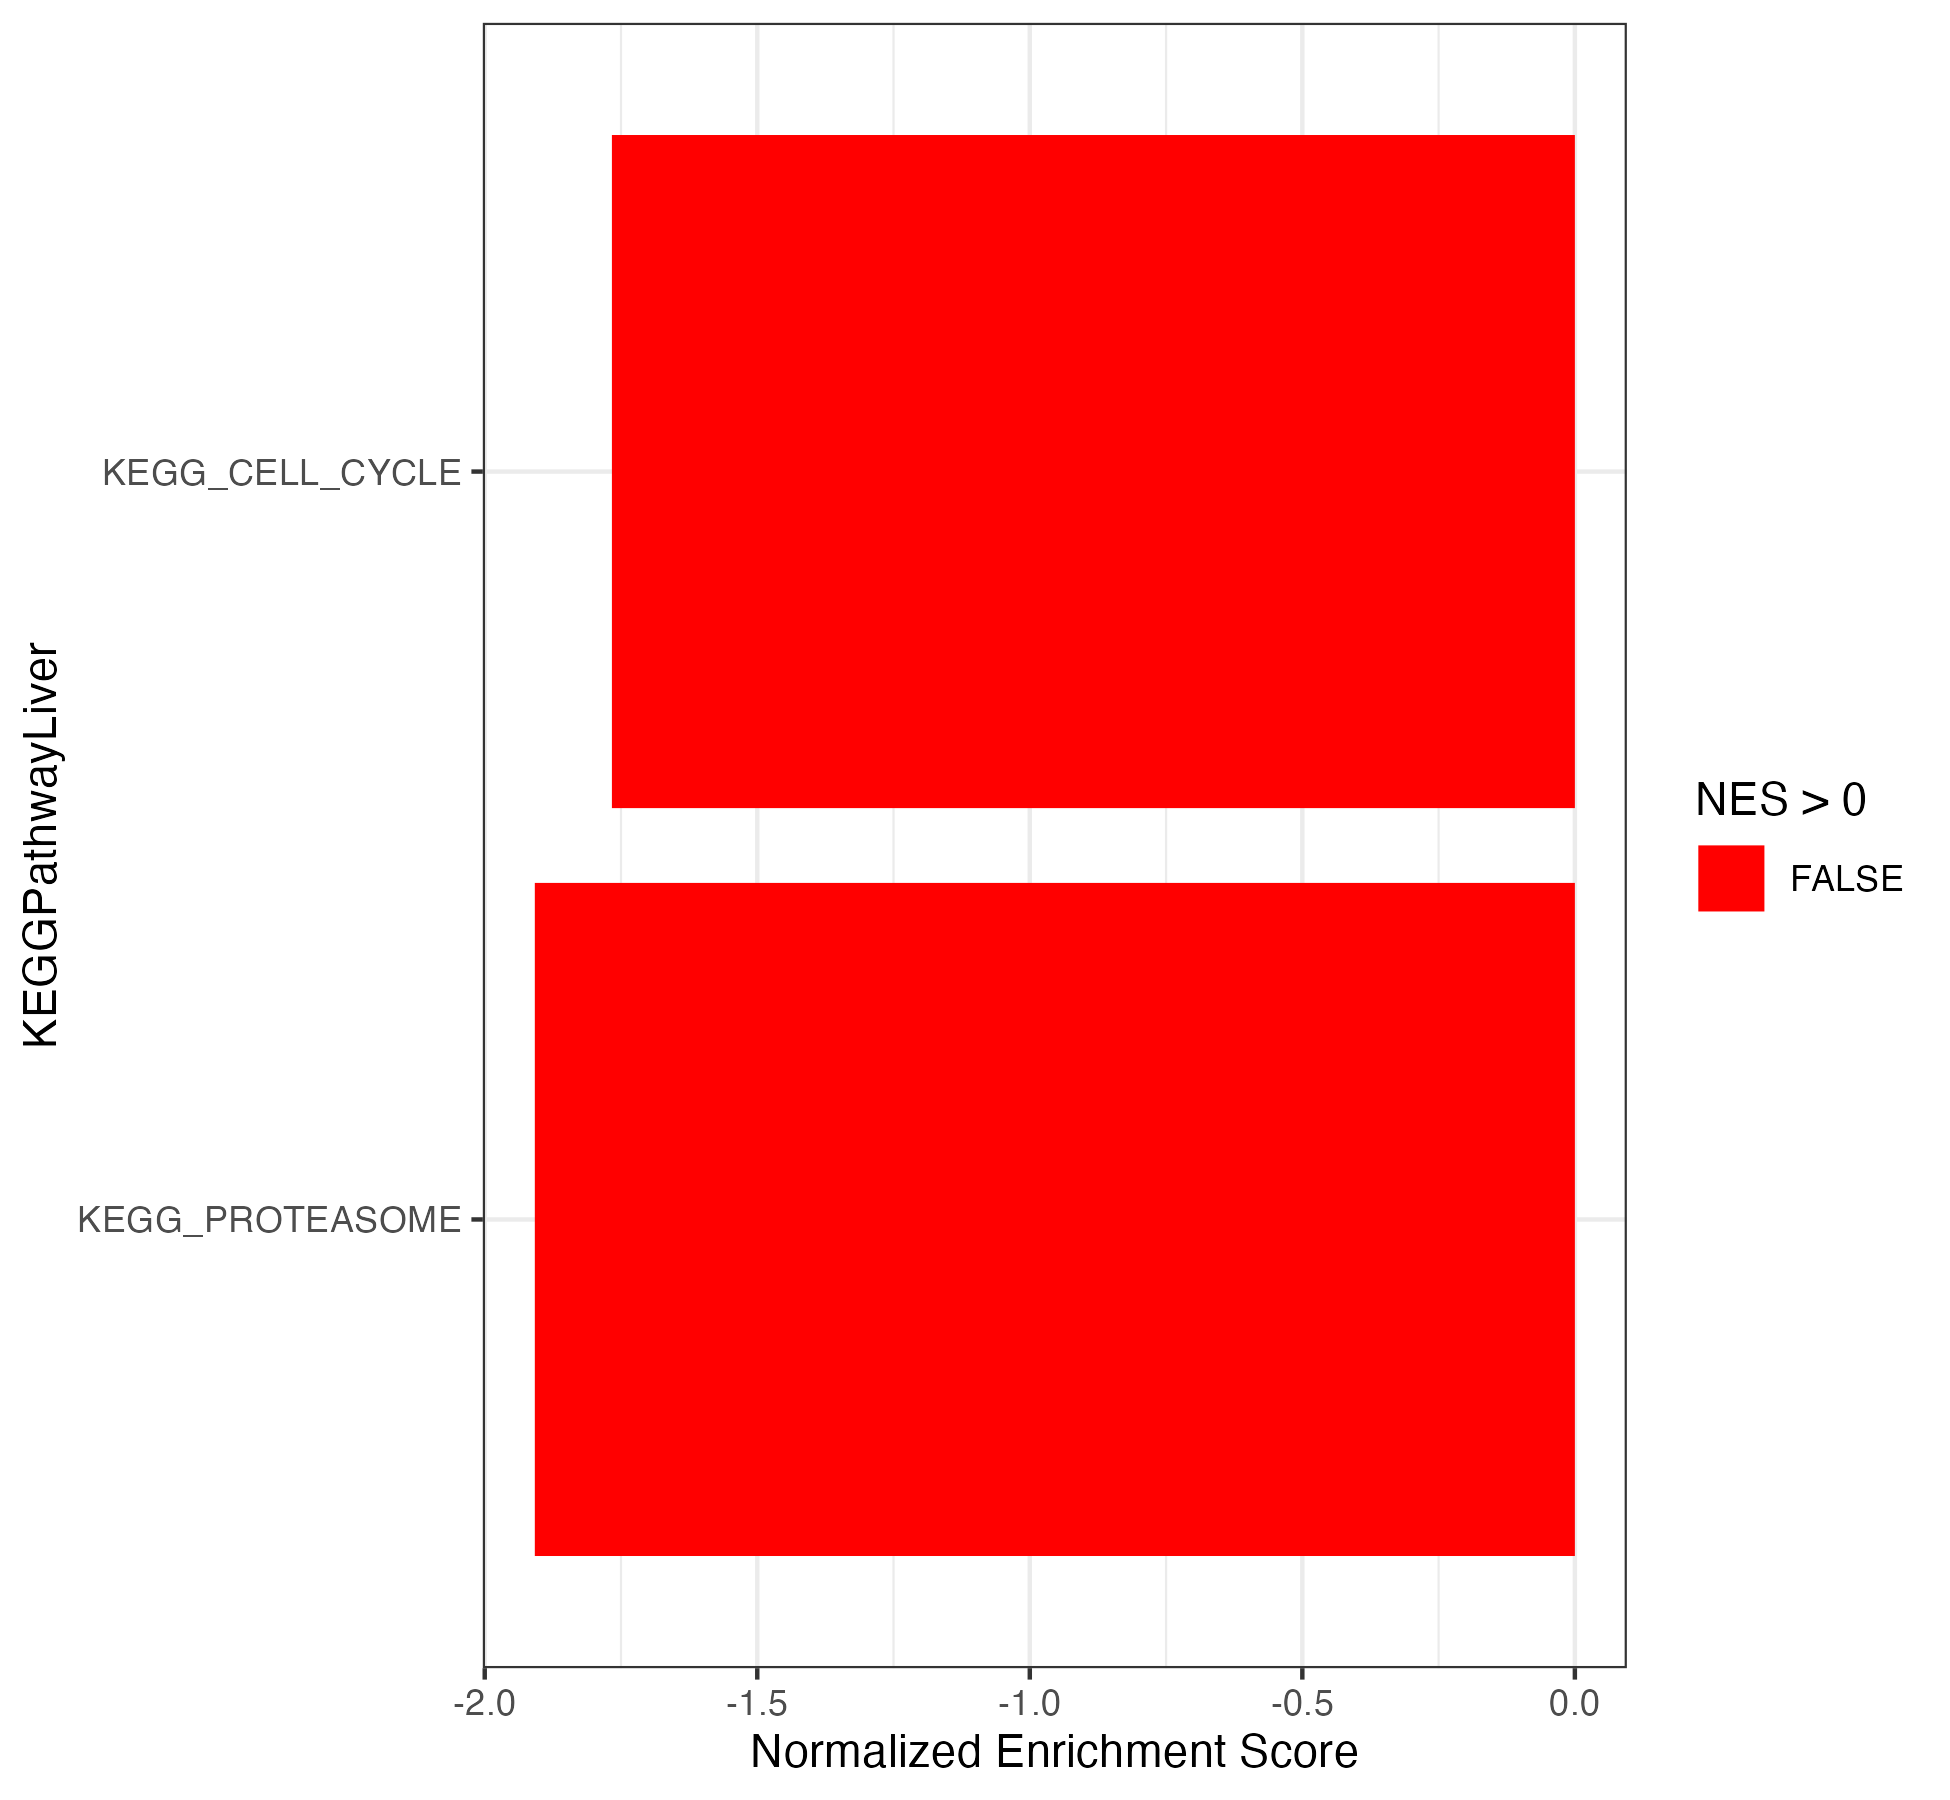 KEGGPathwayLiver
KEGG_CELL_CYCLE
KEGG_PROTEASOME
-2.0
-1.5
-1.0
-0.5
0.0
Normalized Enrichment Score
NES > 0
FALSE